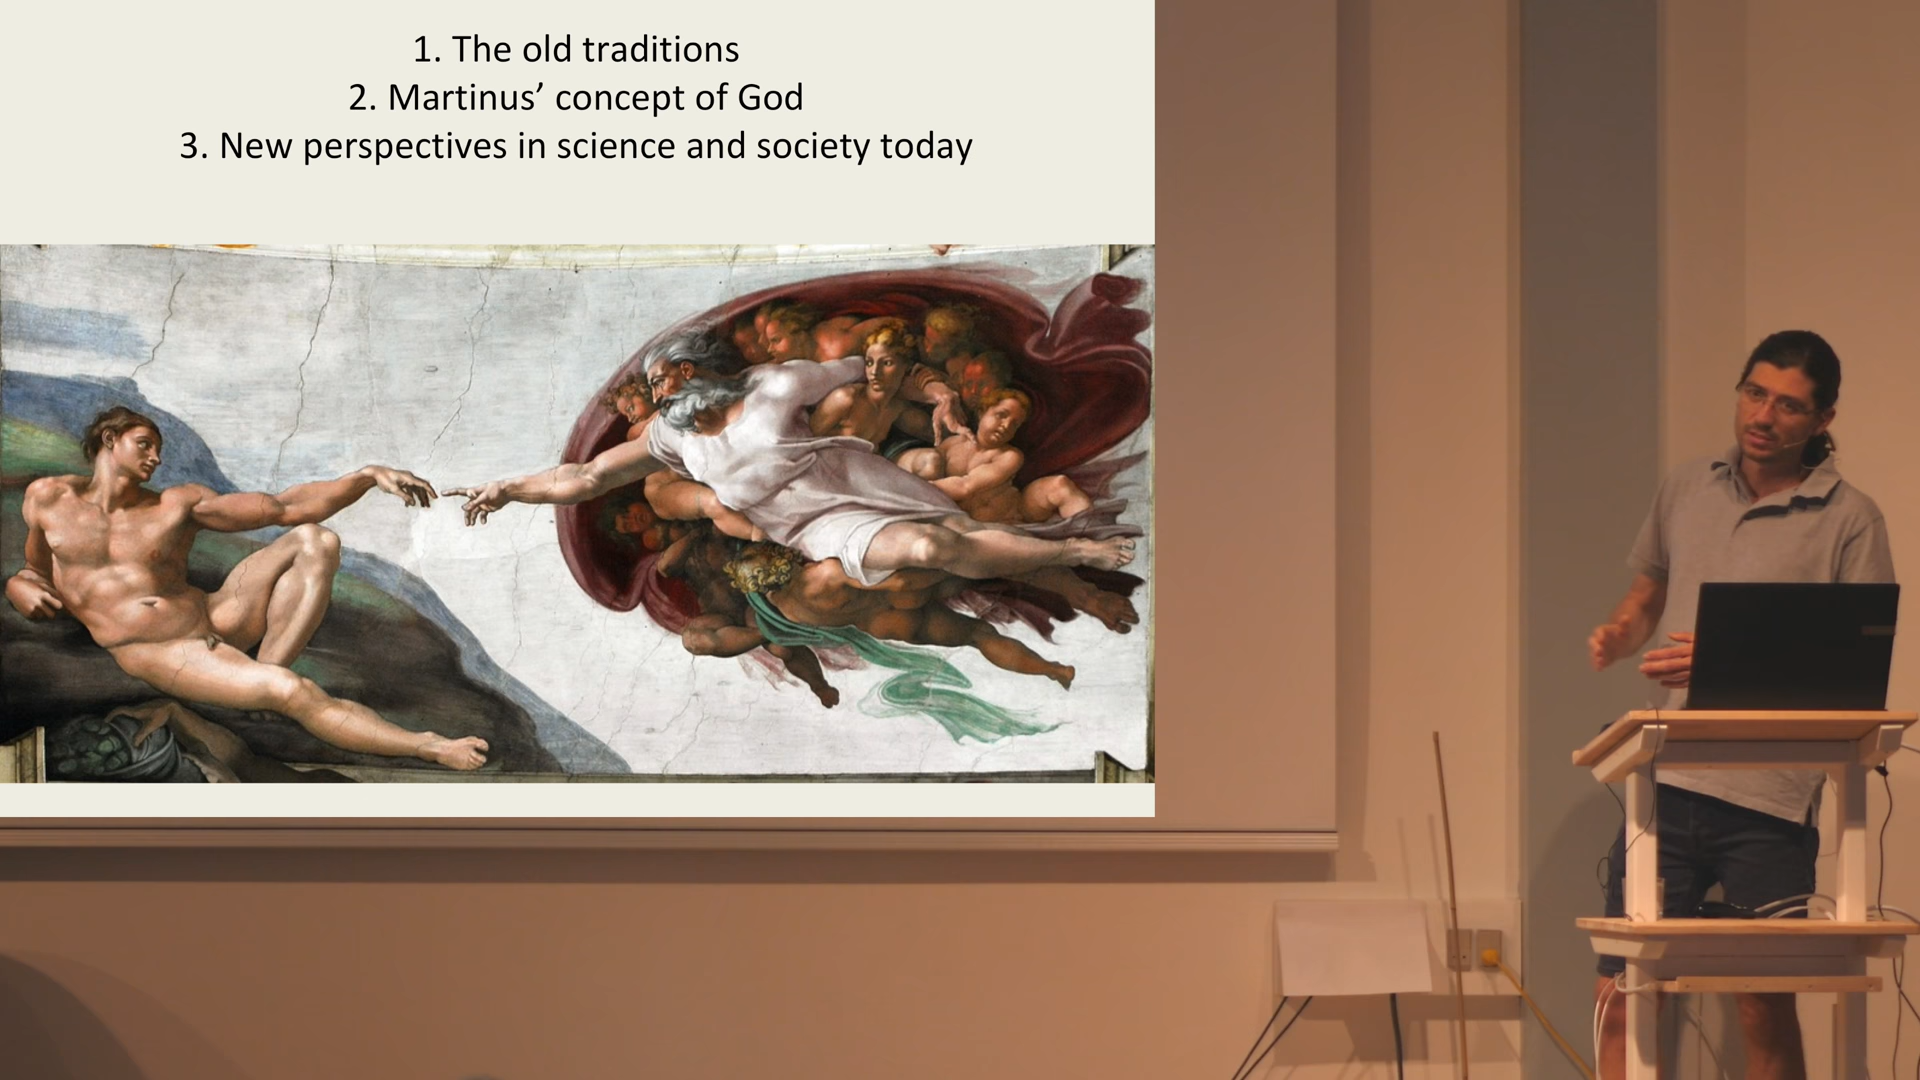 1. The old traditions
2. Martinus’ concept of God
3. New perspectives in science and society today